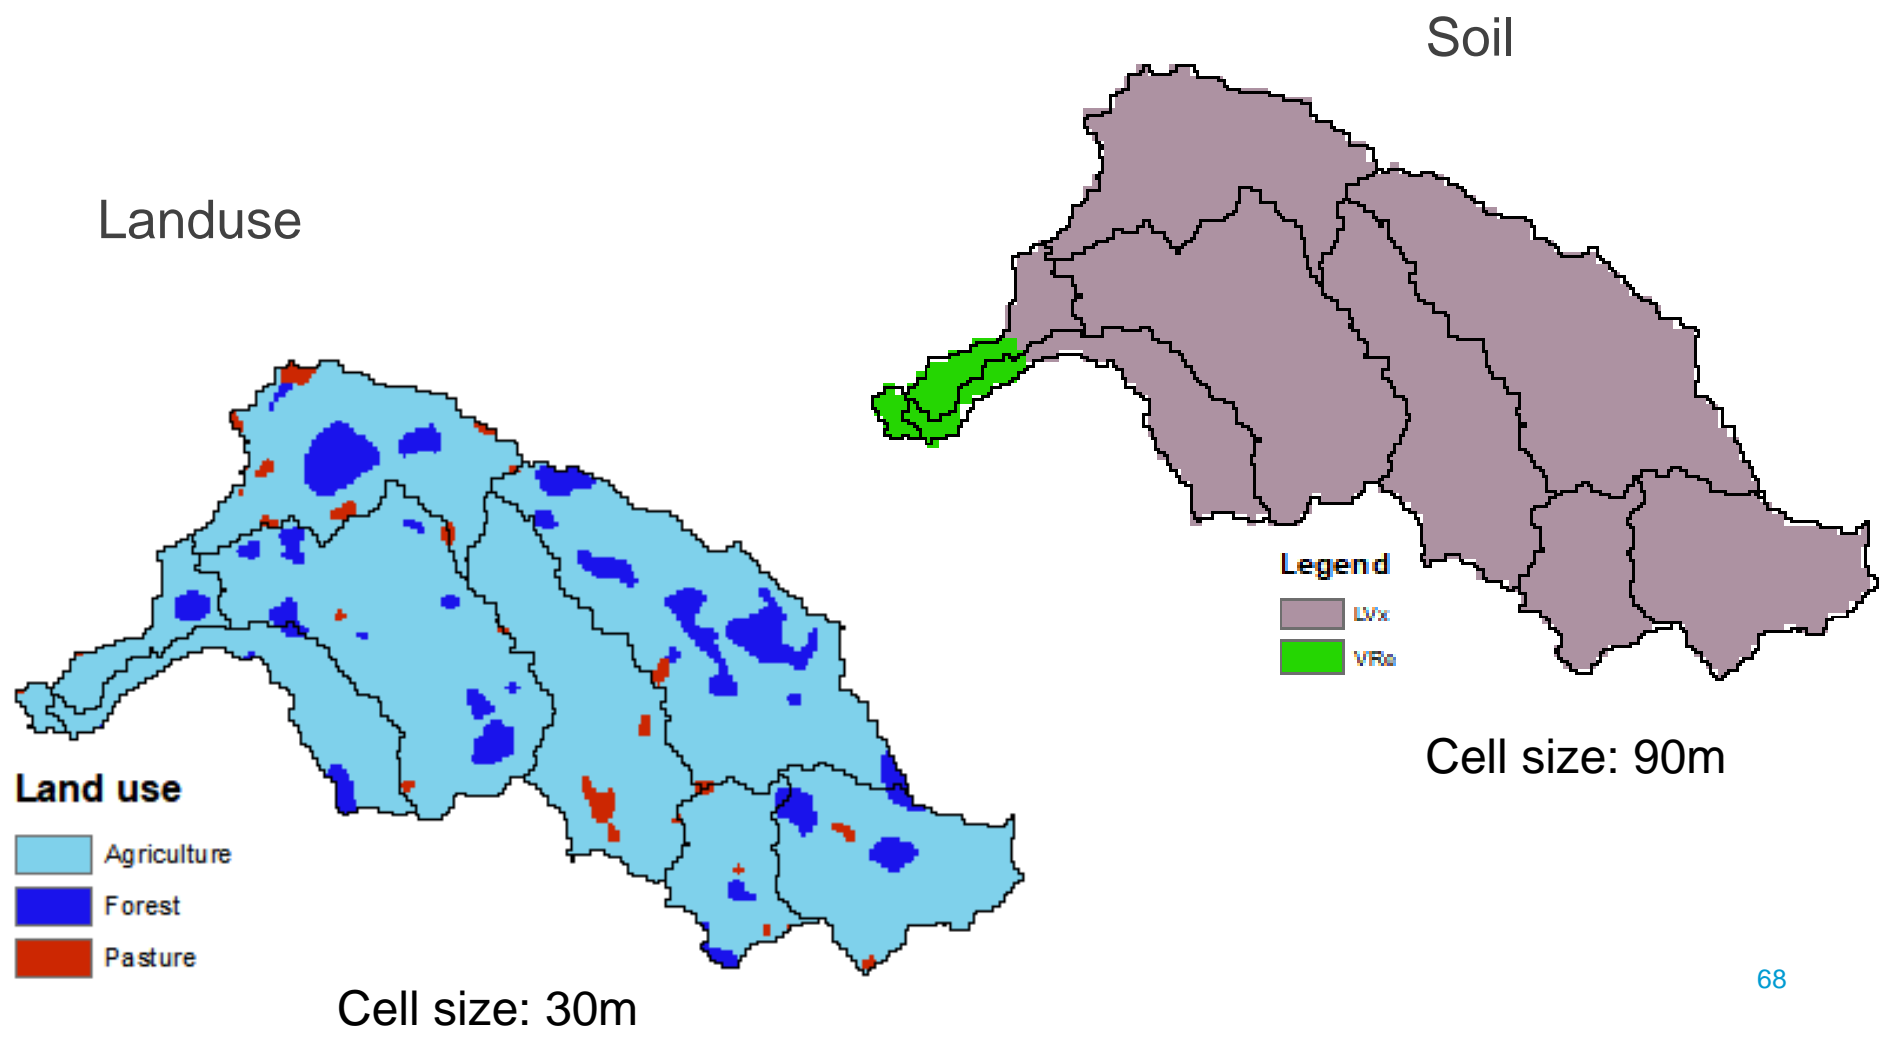 Soil
Landuse
Legend
LVx
VRe
Cell size: 90m
Land use
Agriculture
Forest
Pasture
Cell size: 30m
68